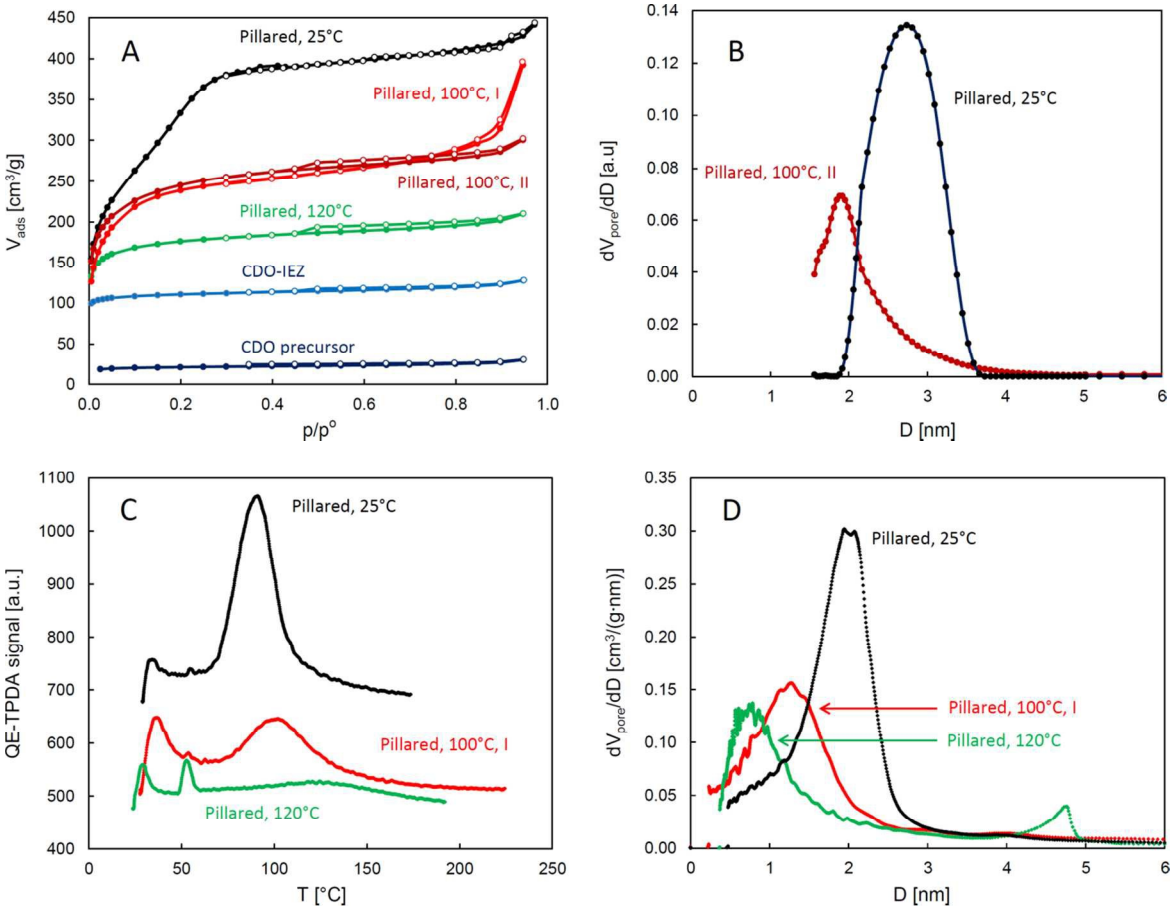 A
450
400
350
300
250
200
150
100
50
0
V_ads [cm³/g]
Pillared, 25°C
Pillared, 100°C, I
Pillared, 100°C, II
Pillared, 120°C
CDO-IEZ
CDO precursor
0.0 0.2 0.4 0.6 0.8 1.0
p/p°
B
0.14
0.12
0.10
0.08
0.06
0.04
0.02
0.00
dV_pore/dD [a.u]
Pillared, 25°C
Pillared, 100°C, II
0 1 2 3 4 5 6
D [nm]
C
1100
1000
900
800
700
600
500
400
QE-TPDA signal [a.u.]
Pillared, 25°C
Pillared, 100°C, I
Pillared, 120°C
0 50 100 150 200 250
T [°C]
D
0.30
0.25
0.20
0.15
0.10
0.05
0.00
dV_pore/dD [cm³/(g·nm)]
Pillared, 25°C
Pillared, 100°C, I
Pillared, 120°C
0 1 2 3 4 5 6
D [nm]